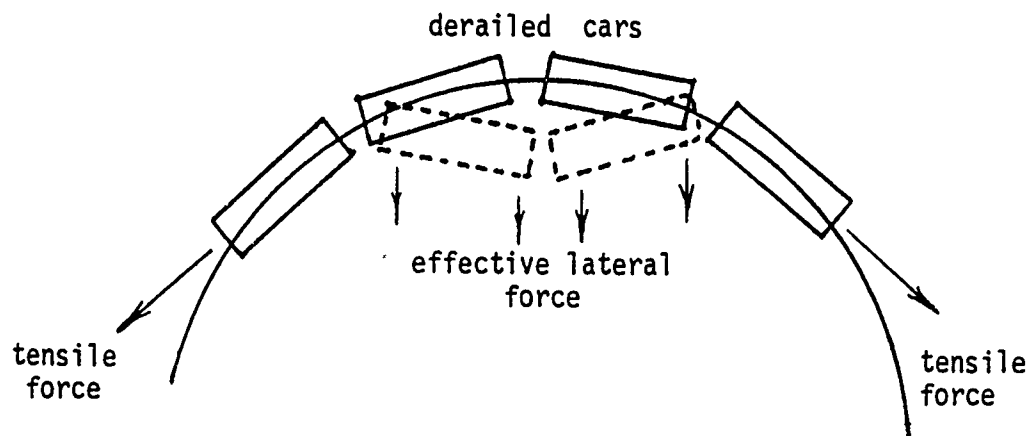 derailed cars
effective lateral
force
tensile
force
tensile
force